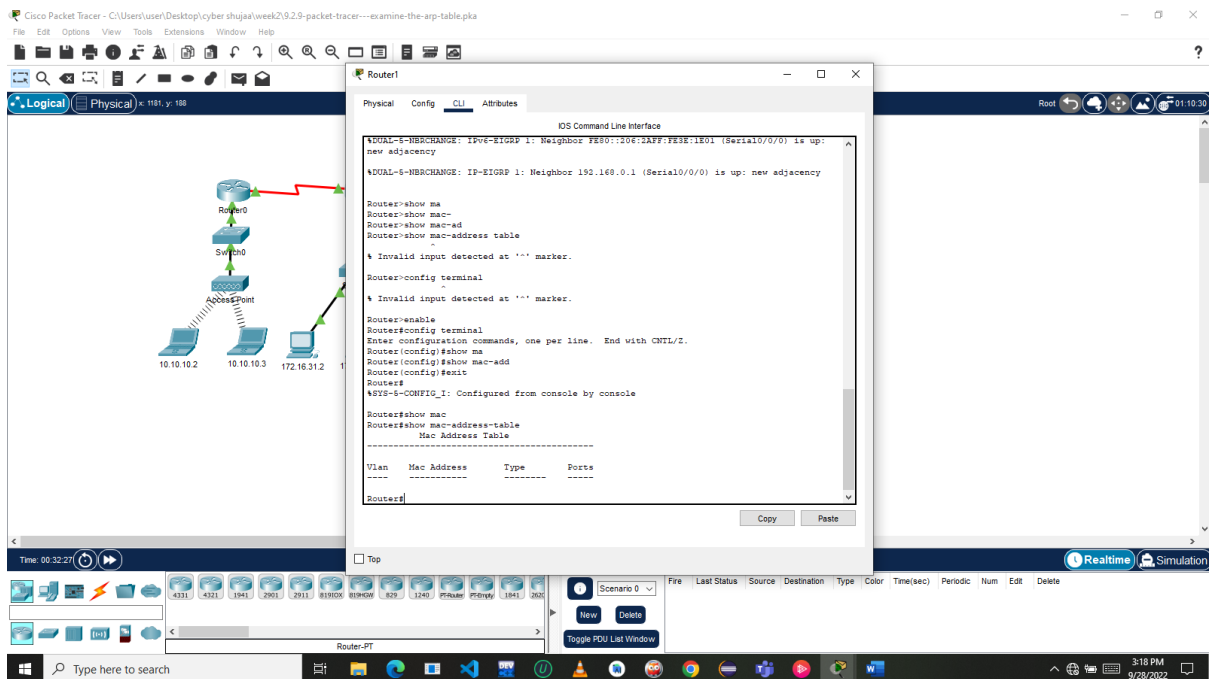 Cisco Packet Tracer - C:\Users\user\Desktop\cyber shujaa\week2\9.2.9-packet-tracer---examine-the-arp-table.pka
File Edit Options View Tools Extensions Window Help
?
Logical Physical x: 1181, y: 188
Root 01:10:30
Router0
Switch0
Access Point
10.10.10.2
10.10.10.3
172.16.31.2
Router1
Physical Config CLI Attributes
IOS Command Line Interface
%DUAL-5-NBRCHANGE: IPv6-EIGRP 1: Neighbor FE80::206:2AFF:FE3E:1E01 (Serial0/0/0) is up:
new adjacency
%DUAL-5-NBRCHANGE: IP-EIGRP 1: Neighbor 192.168.0.1 (Serial0/0/0) is up: new adjacency
Router>show ma
Router>show mac-
Router>show mac-ad
Router>show mac-address table
^
% Invalid input detected at '^' marker.
Router>config terminal
^
% Invalid input detected at '^' marker.
Router>enable
Router#config terminal
Enter configuration commands, one per line. End with CNTL/Z.
Router(config)#show ma
Router(config)#show mac-add
Router(config)#exit
Router#
%SYS-5-CONFIG_I: Configured from console by console
Router#show mac
Router#show mac-address-table
Mac Address Table
-------------------------------------------
Vlan Mac Address Type Ports
---- ----------- -------- -----
Router#
Copy Paste
Top
Time: 00:32:27
Realtime Simulation
4331 4321 1941 2901 2911 819IOX 819HGW 829 1240 PT-Router PT-Empty 1841 2620
Router-PT
Scenario 0
New Delete
Toggle PDU List Window
Fire Last Status Source Destination Type Color Time(sec) Periodic Num Edit Delete
Type here to search
DEV
3:18 PM
9/28/2022